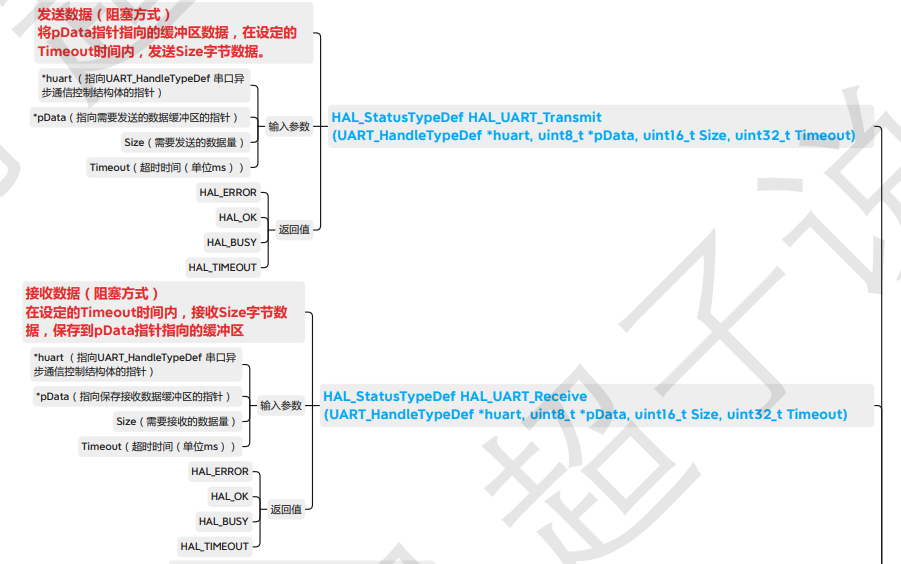 发送数据（阻塞方式）
将pData指针指向的缓冲区数据，在设定的
Timeout时间内，发送Size字节数据。
*huart （指向UART_HandleTypeDef 串口异
步通信控制结构体的指针）
*pData（指向需要发送的数据缓冲区的指针）
Size（需要发送的数据量）
Timeout（超时时间（单位ms））
输入参数
HAL_StatusTypeDef HAL_UART_Transmit
(UART_HandleTypeDef *huart, uint8_t *pData, uint16_t Size, uint32_t Timeout)
HAL_ERROR
HAL_OK
HAL_BUSY
HAL_TIMEOUT
返回值
接收数据（阻塞方式）
在设定的Timeout时间内，接收Size字节数
据，保存到pData指针指向的缓冲区
*huart （指向UART_HandleTypeDef 串口异
步通信控制结构体的指针）
*pData（指向保存接收数据缓冲区的指针）
Size（需要接收的数据量）
Timeout（超时时间（单位ms））
输入参数
HAL_StatusTypeDef HAL_UART_Receive
(UART_HandleTypeDef *huart, uint8_t *pData, uint16_t Size, uint32_t Timeout)
HAL_ERROR
HAL_OK
HAL_BUSY
HAL_TIMEOUT
返回值
超子说